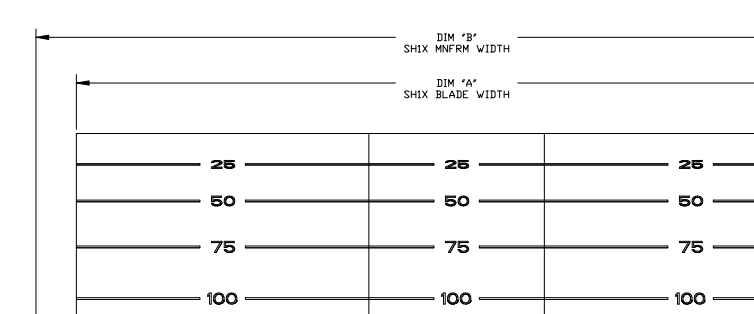 DIM "B"
SH1X MNFRM WIDTH
DIM "A"
SH1X BLADE WIDTH
25 25 25
50 50 50
75 75 75
100 100 100